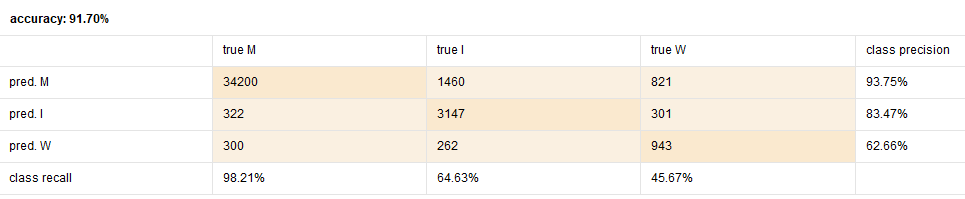 accuracy: 91.70%
true M true I true W class precision
pred. M 34200 1460 821 93.75%
pred. I 322 3147 301 83.47%
pred. W 300 262 943 62.66%
class recall 98.21% 64.63% 45.67%